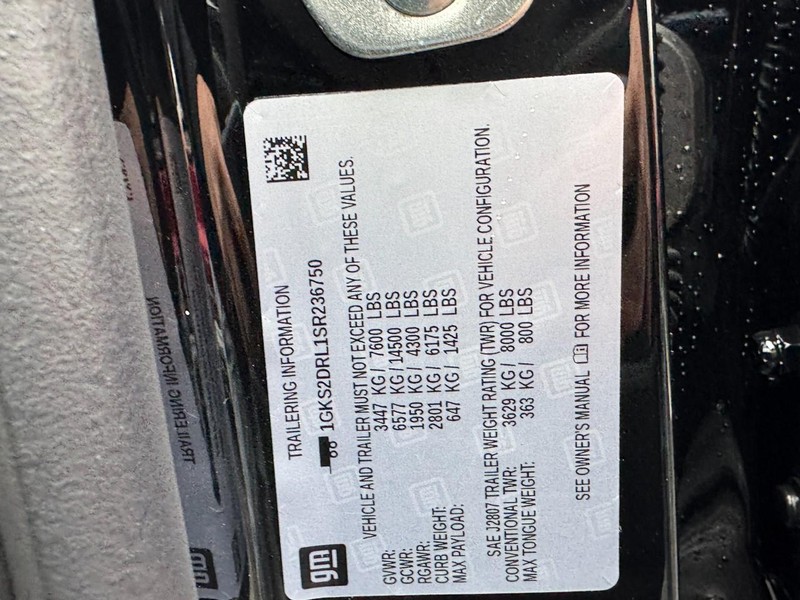 gm
TRAILERING INFORMATION
1GKS2DRL1SR236750
VEHICLE AND TRAILER MUST NOT EXCEED ANY OF THESE VALUES.
GVWR: 3447 KG / 7600 LBS
GCWR: 6577 KG / 14500 LBS
RGAWR: 1950 KG / 4300 LBS
CURB WEIGHT: 2801 KG / 6175 LBS
MAX PAYLOAD: 647 KG / 1425 LBS
SAE J2807 TRAILER WEIGHT RATING (TWR) FOR VEHICLE CONFIGURATION.
CONVENTIONAL TWR: 3629 KG / 8000 LBS
MAX TONGUE WEIGHT: 363 KG / 800 LBS
SEE OWNER'S MANUAL FOR MORE INFORMATION
TRAILERING INFORMATION